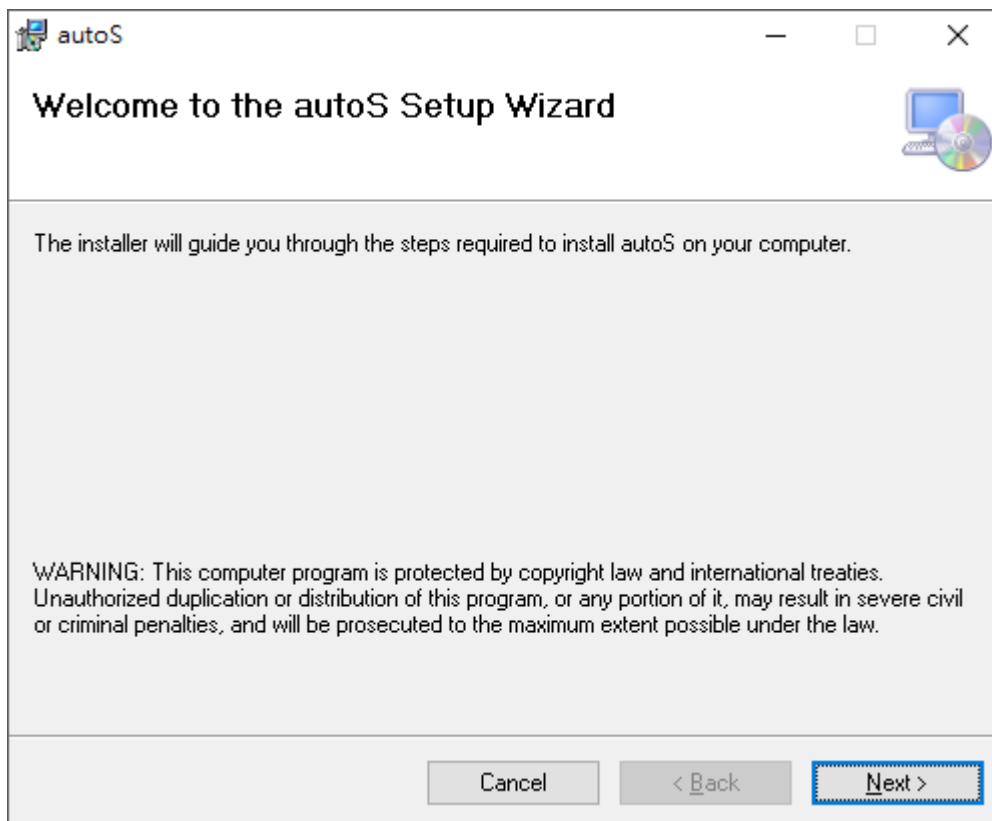 autoS
Welcome to the autoS Setup Wizard
The installer will guide you through the steps required to install autoS on your computer.
WARNING: This computer program is protected by copyright law and international treaties.
Unauthorized duplication or distribution of this program, or any portion of it, may result in severe civil
or criminal penalties, and will be prosecuted to the maximum extent possible under the law.
Cancel
< Back
Next >